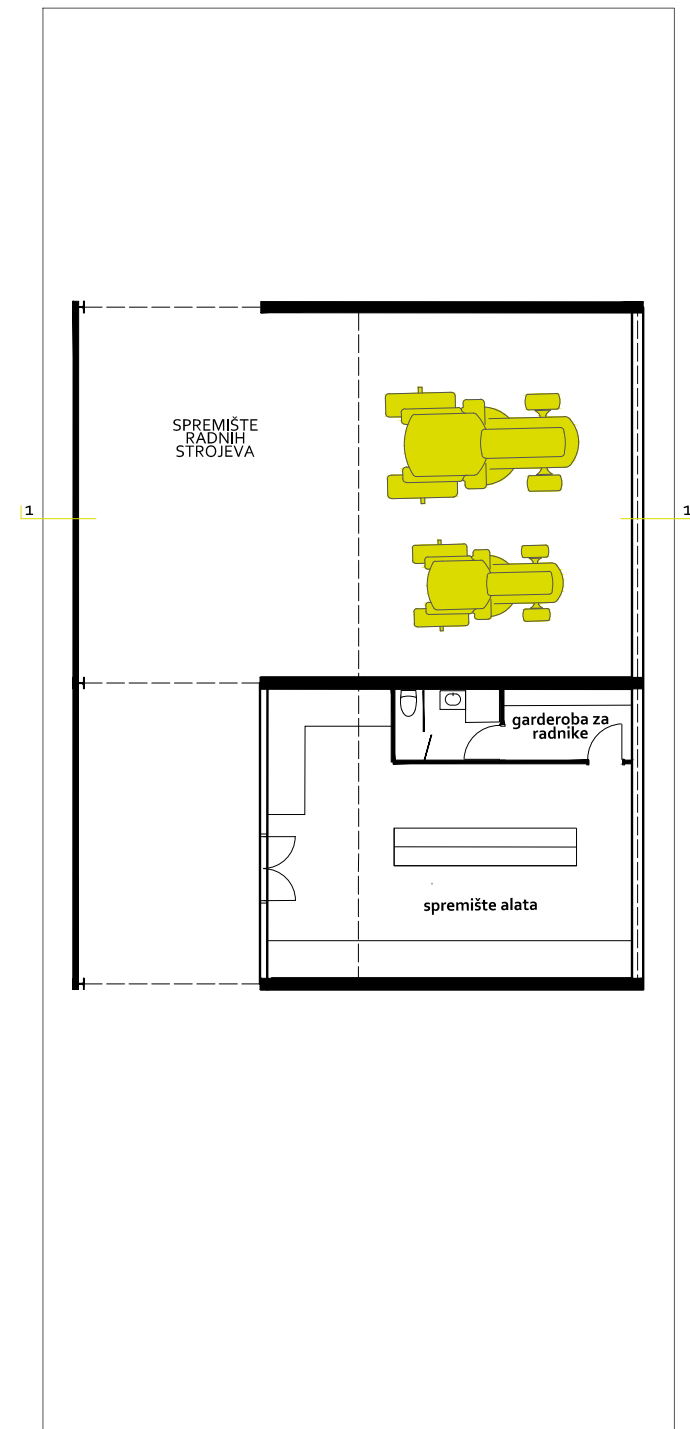 SPREMIŠTE
RADNIH
STROJEVA
1
1
garderoba za
radnike
spremište alata